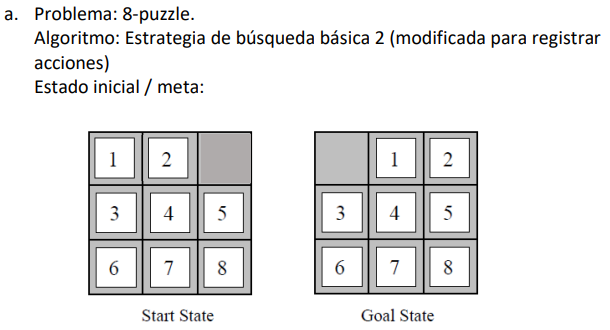 a. Problema: 8-puzzle.
Algoritmo: Estrategia de búsqueda básica 2 (modificada para registrar
acciones)
Estado inicial / meta:
1 2 1 2
3 4 5 3 4 5
6 7 8 6 7 8
Start State Goal State